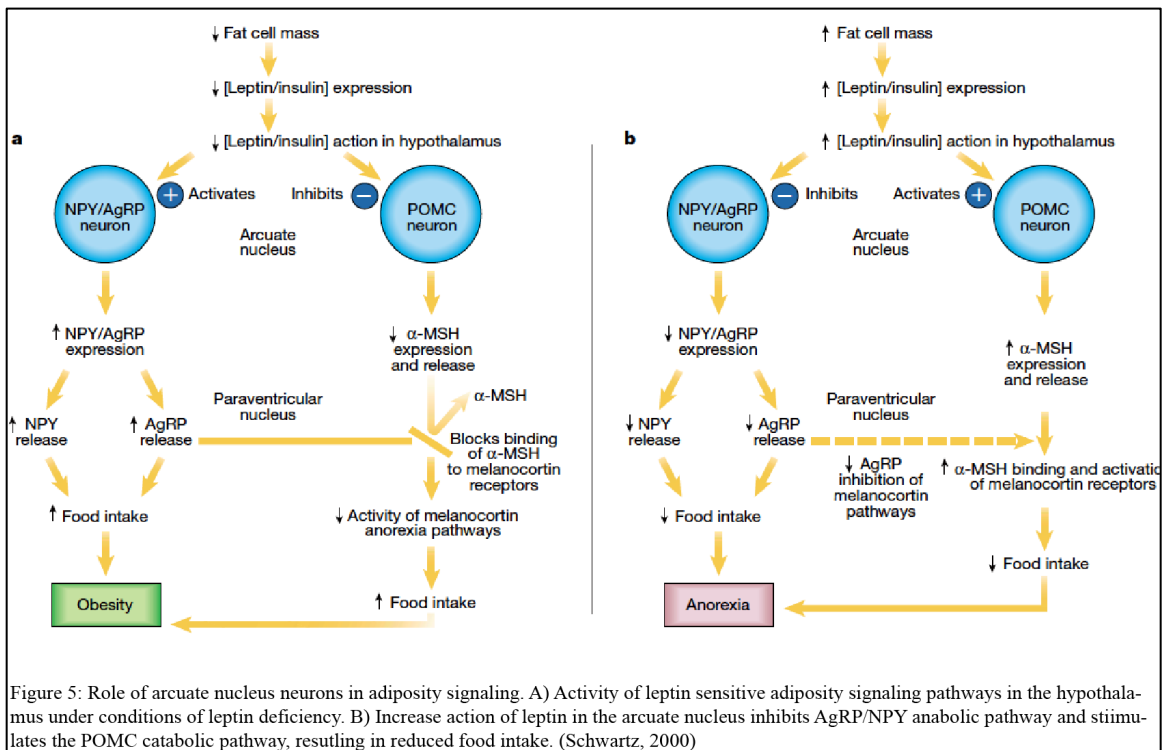 ↓ Fat cell mass
↓ [Leptin/insulin] expression
↓ [Leptin/insulin] action in hypothalamus
a
NPY/AgRP
neuron
+ Activates
Inhibits −
POMC
neuron
Arcuate
nucleus
↑ NPY/AgRP
expression
↓ α-MSH
expression
and release
↑ NPY
release
↑ AgRP
release
Paraventricular
nucleus
α-MSH
Blocks binding
of α-MSH
to melanocortin
receptors
↑ Food intake
↓ Activity of melanocortin
anorexia pathways
Obesity
↑ Food intake
↑ Fat cell mass
↑ [Leptin/insulin] expression
↑ [Leptin/insulin] action in hypothalamus
b
NPY/AgRP
neuron
− Inhibits
Activates +
POMC
neuron
Arcuate
nucleus
↓ NPY/AgRP
expression
↑ α-MSH
expression
and release
↓ NPY
release
↓ AgRP
release
Paraventricular
nucleus
↓ AgRP
inhibition of
melanocortin
pathways
↑ α-MSH binding and activatic
of melanocortin receptors
↓ Food intake
↓ Food intake
Anorexia
Figure 5: Role of arcuate nucleus neurons in adiposity signaling. A) Activity of leptin sensitive adiposity signaling pathways in the hypothala-
mus under conditions of leptin deficiency. B) Increase action of leptin in the arcuate nucleus inhibits AgRP/NPY anabolic pathway and stiimu-
lates the POMC catabolic pathway, resutling in reduced food intake. (Schwartz, 2000)